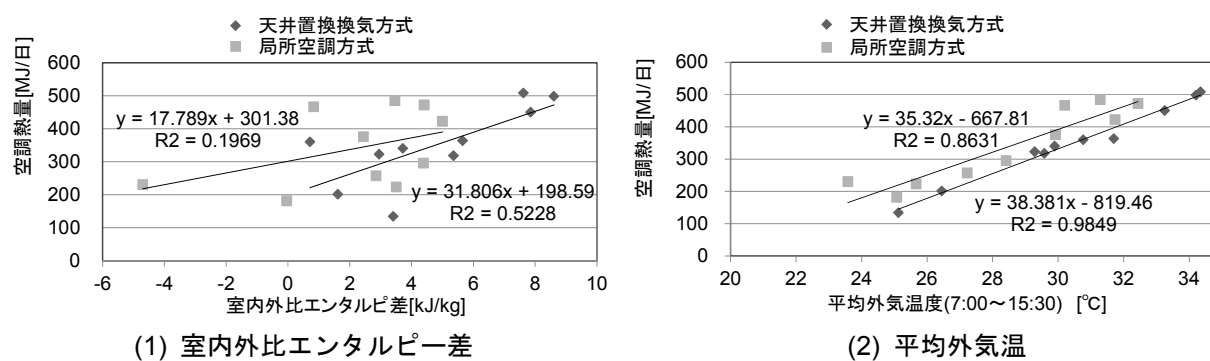 天井置換換気方式
局所空調方式
空調熱量[MJ/日]
600
500
400
300
200
100
0
y = 17.789x + 301.38
R2 = 0.1969
y = 31.806x + 198.59
R2 = 0.5228
-6
-4
-2
0
2
4
6
8
10
室内外比エンタルピ差[kJ/kg]
(1) 室内外比エンタルピー差
天井置換換気方式
局所空調方式
空調熱量[MJ/日]
600
500
400
300
200
100
0
y = 35.32x - 667.81
R2 = 0.8631
y = 38.381x - 819.46
R2 = 0.9849
20
22
24
26
28
30
32
34
平均外気温度(7:00～15:30) [℃]
(2) 平均外気温